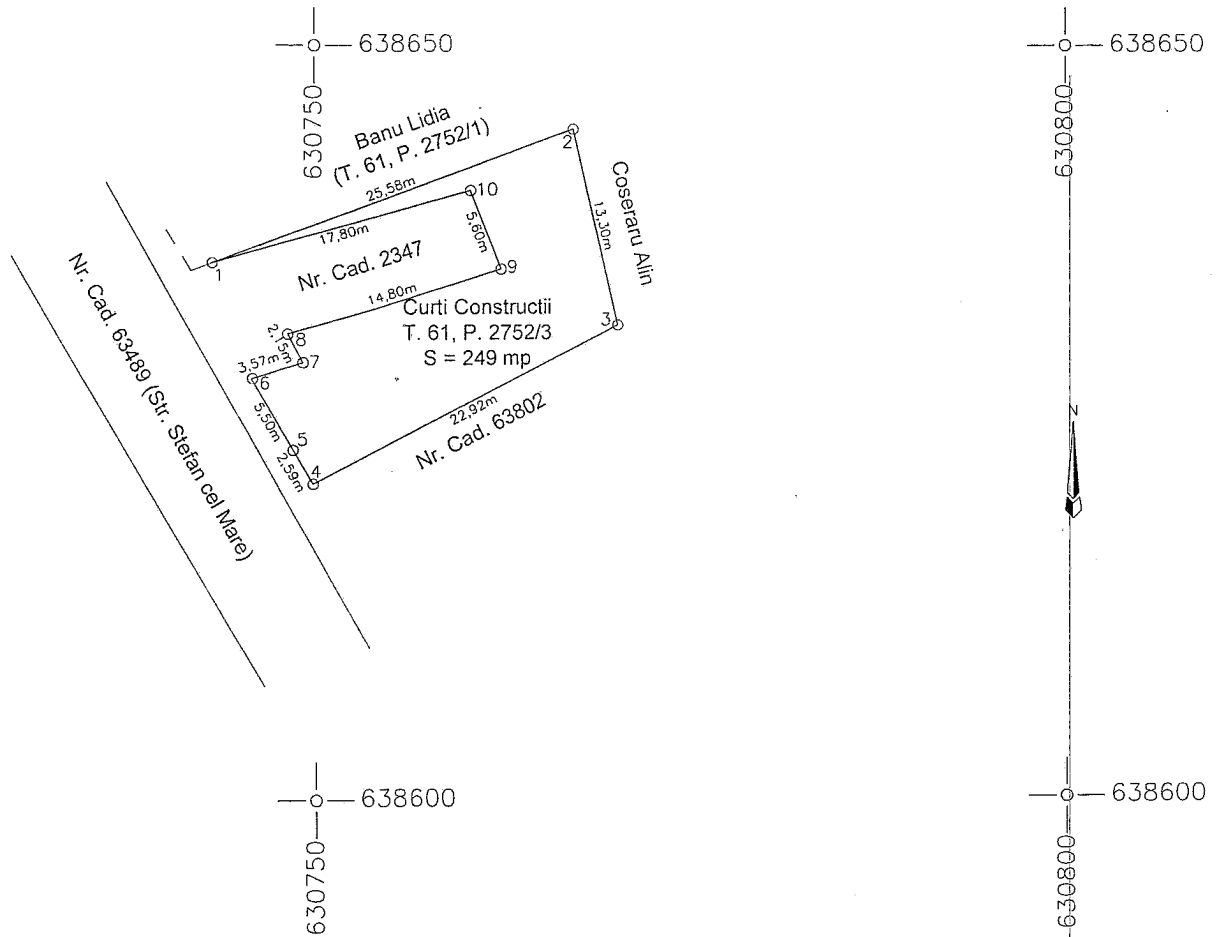 638650
638650
630750
630800
Banu Lidia
(T. 61, P. 2752/1)
25,58m
2
10
Coseraru Alin
13,30m
17,80m
5,60m
1
Nr. Cad. 2347
9
14,80m
Curti Constructii
T. 61, P. 2752/3
S = 249 mp
3
8
2,15m
7
3,57m
6
5,50m
5
2,59m
4
22,92m
Nr. Cad. 63802
Nr. Cad. 63489 (Str. Stefan cel Mare)
N
638600
638600
630750
630800